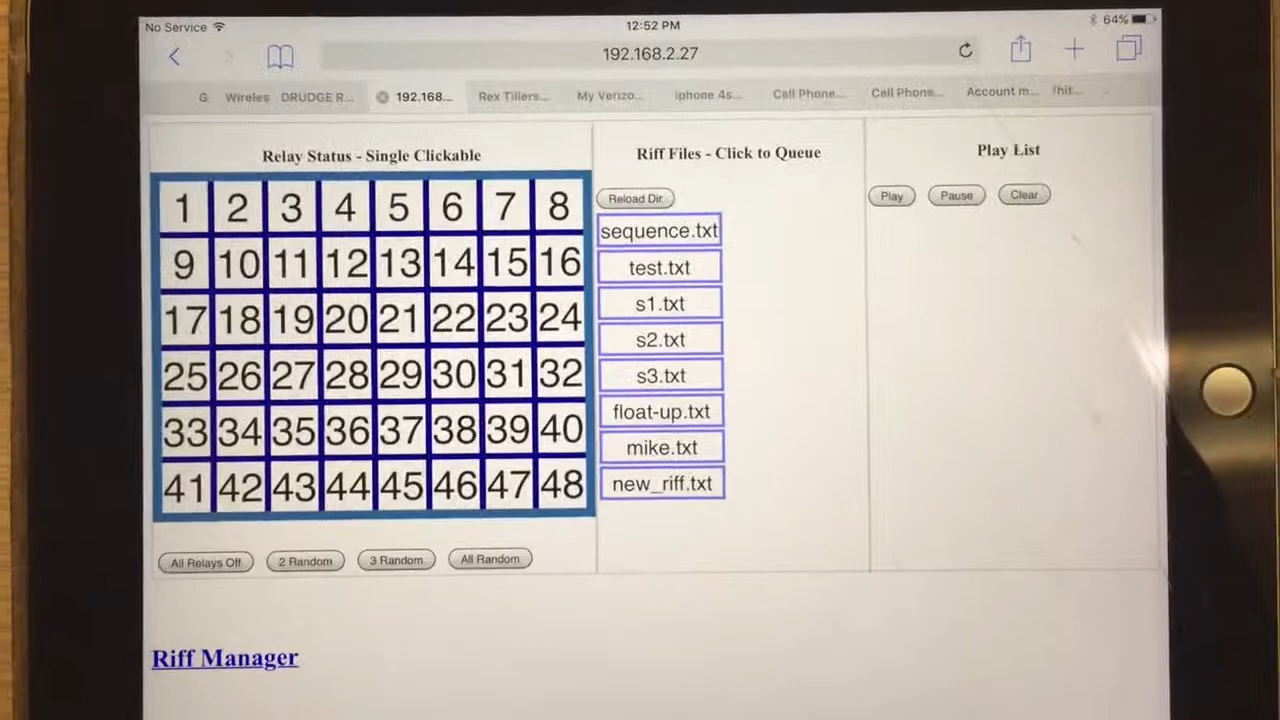 No Service 12:52 PM 64%
192.168.2.27
G Wireles DRUDGE R... 192.168... Rex Tillers... My Verizo... iphone 4s... Cell Phone... Cell Phone... Account m... /hit...
Relay Status - Single Clickable
1 2 3 4 5 6 7 8
9 10 11 12 13 14 15 16
17 18 19 20 21 22 23 24
25 26 27 28 29 30 31 32
33 34 35 36 37 38 39 40
41 42 43 44 45 46 47 48
All Relays Off 2 Random 3 Random All Random
Riff Files - Click to Queue
Reload Dir
sequence.txt
test.txt
s1.txt
s2.txt
s3.txt
float-up.txt
mike.txt
new_riff.txt
Play List
Play Pause Clear
Riff Manager